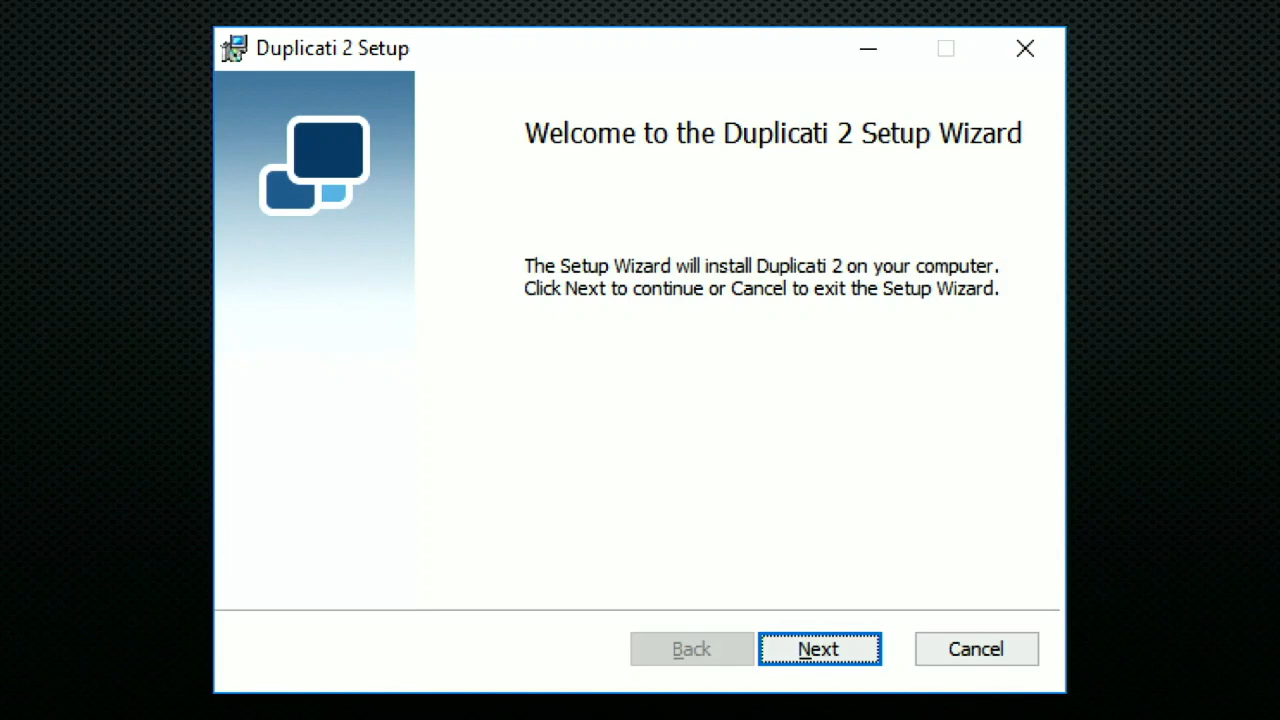 Duplicati 2 Setup
Welcome to the Duplicati 2 Setup Wizard
The Setup Wizard will install Duplicati 2 on your computer.
Click Next to continue or Cancel to exit the Setup Wizard.
Back Next Cancel